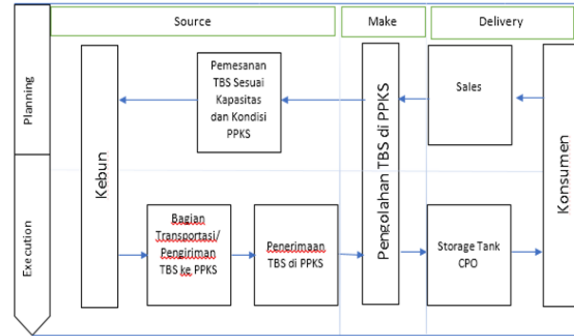 Source
Make
Delivery
Planning
Kebun
Pemesanan
TBS Sesuai
Kapasitas
dan Kondisi
PPKS
Pengolahan TBS di PPKS
Sales
Konsumen
Execution
Bagian
Transportasi/
Pengiriman
TBS ke PPKS
Penerimaan
TBS di PPKS
Storage Tank
CPO